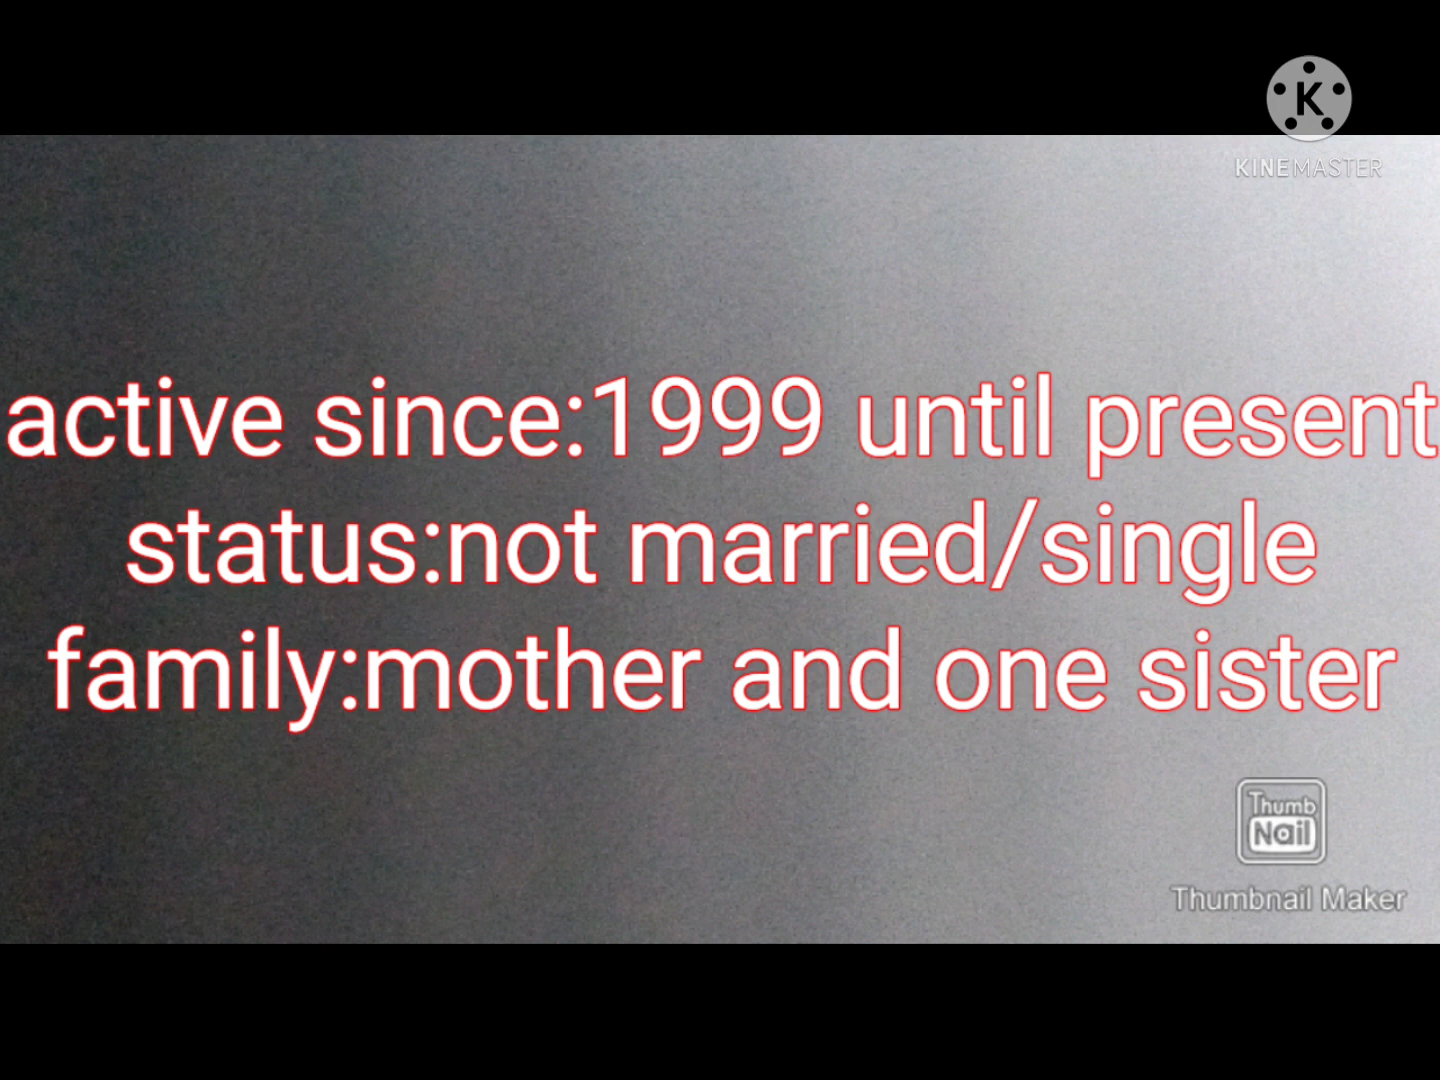 K
KINEMASTER
active since:1999 until present
status:not married/single
family:mother and one sister
Thumb
Nail
Thumbnail Maker